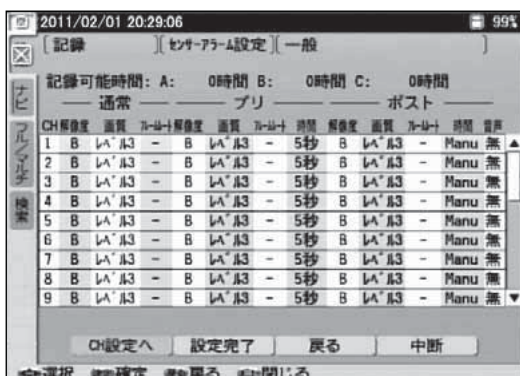 2011/02/01 20:29:06 99%
[記録 ][ｾﾝｻｰ-ｱﾗｰﾑ設定][一般 ]
記録可能時間: A: 0時間 B: 0時間 C: 0時間
通常 プリ ポスト
CH 解像度 画質 ﾌﾚｰﾑﾚｰﾄ 解像度 画質 ﾌﾚｰﾑﾚｰﾄ 時間 解像度 画質 ﾌﾚｰﾑﾚｰﾄ 時間 音声
1 B ﾚﾍﾞﾙ3 - B ﾚﾍﾞﾙ3 - 5秒 B ﾚﾍﾞﾙ3 - Manu 無
2 B ﾚﾍﾞﾙ3 - B ﾚﾍﾞﾙ3 - 5秒 B ﾚﾍﾞﾙ3 - Manu 無
3 B ﾚﾍﾞﾙ3 - B ﾚﾍﾞﾙ3 - 5秒 B ﾚﾍﾞﾙ3 - Manu 無
4 B ﾚﾍﾞﾙ3 - B ﾚﾍﾞﾙ3 - 5秒 B ﾚﾍﾞﾙ3 - Manu 無
5 B ﾚﾍﾞﾙ3 - B ﾚﾍﾞﾙ3 - 5秒 B ﾚﾍﾞﾙ3 - Manu 無
6 B ﾚﾍﾞﾙ3 - B ﾚﾍﾞﾙ3 - 5秒 B ﾚﾍﾞﾙ3 - Manu 無
7 B ﾚﾍﾞﾙ3 - B ﾚﾍﾞﾙ3 - 5秒 B ﾚﾍﾞﾙ3 - Manu 無
8 B ﾚﾍﾞﾙ3 - B ﾚﾍﾞﾙ3 - 5秒 B ﾚﾍﾞﾙ3 - Manu 無
9 B ﾚﾍﾞﾙ3 - B ﾚﾍﾞﾙ3 - 5秒 B ﾚﾍﾞﾙ3 - Manu 無
CH設定へ 設定完了 戻る 中断
選択 確定 戻る 閉じる
ナビ
フル/マルチ
検索